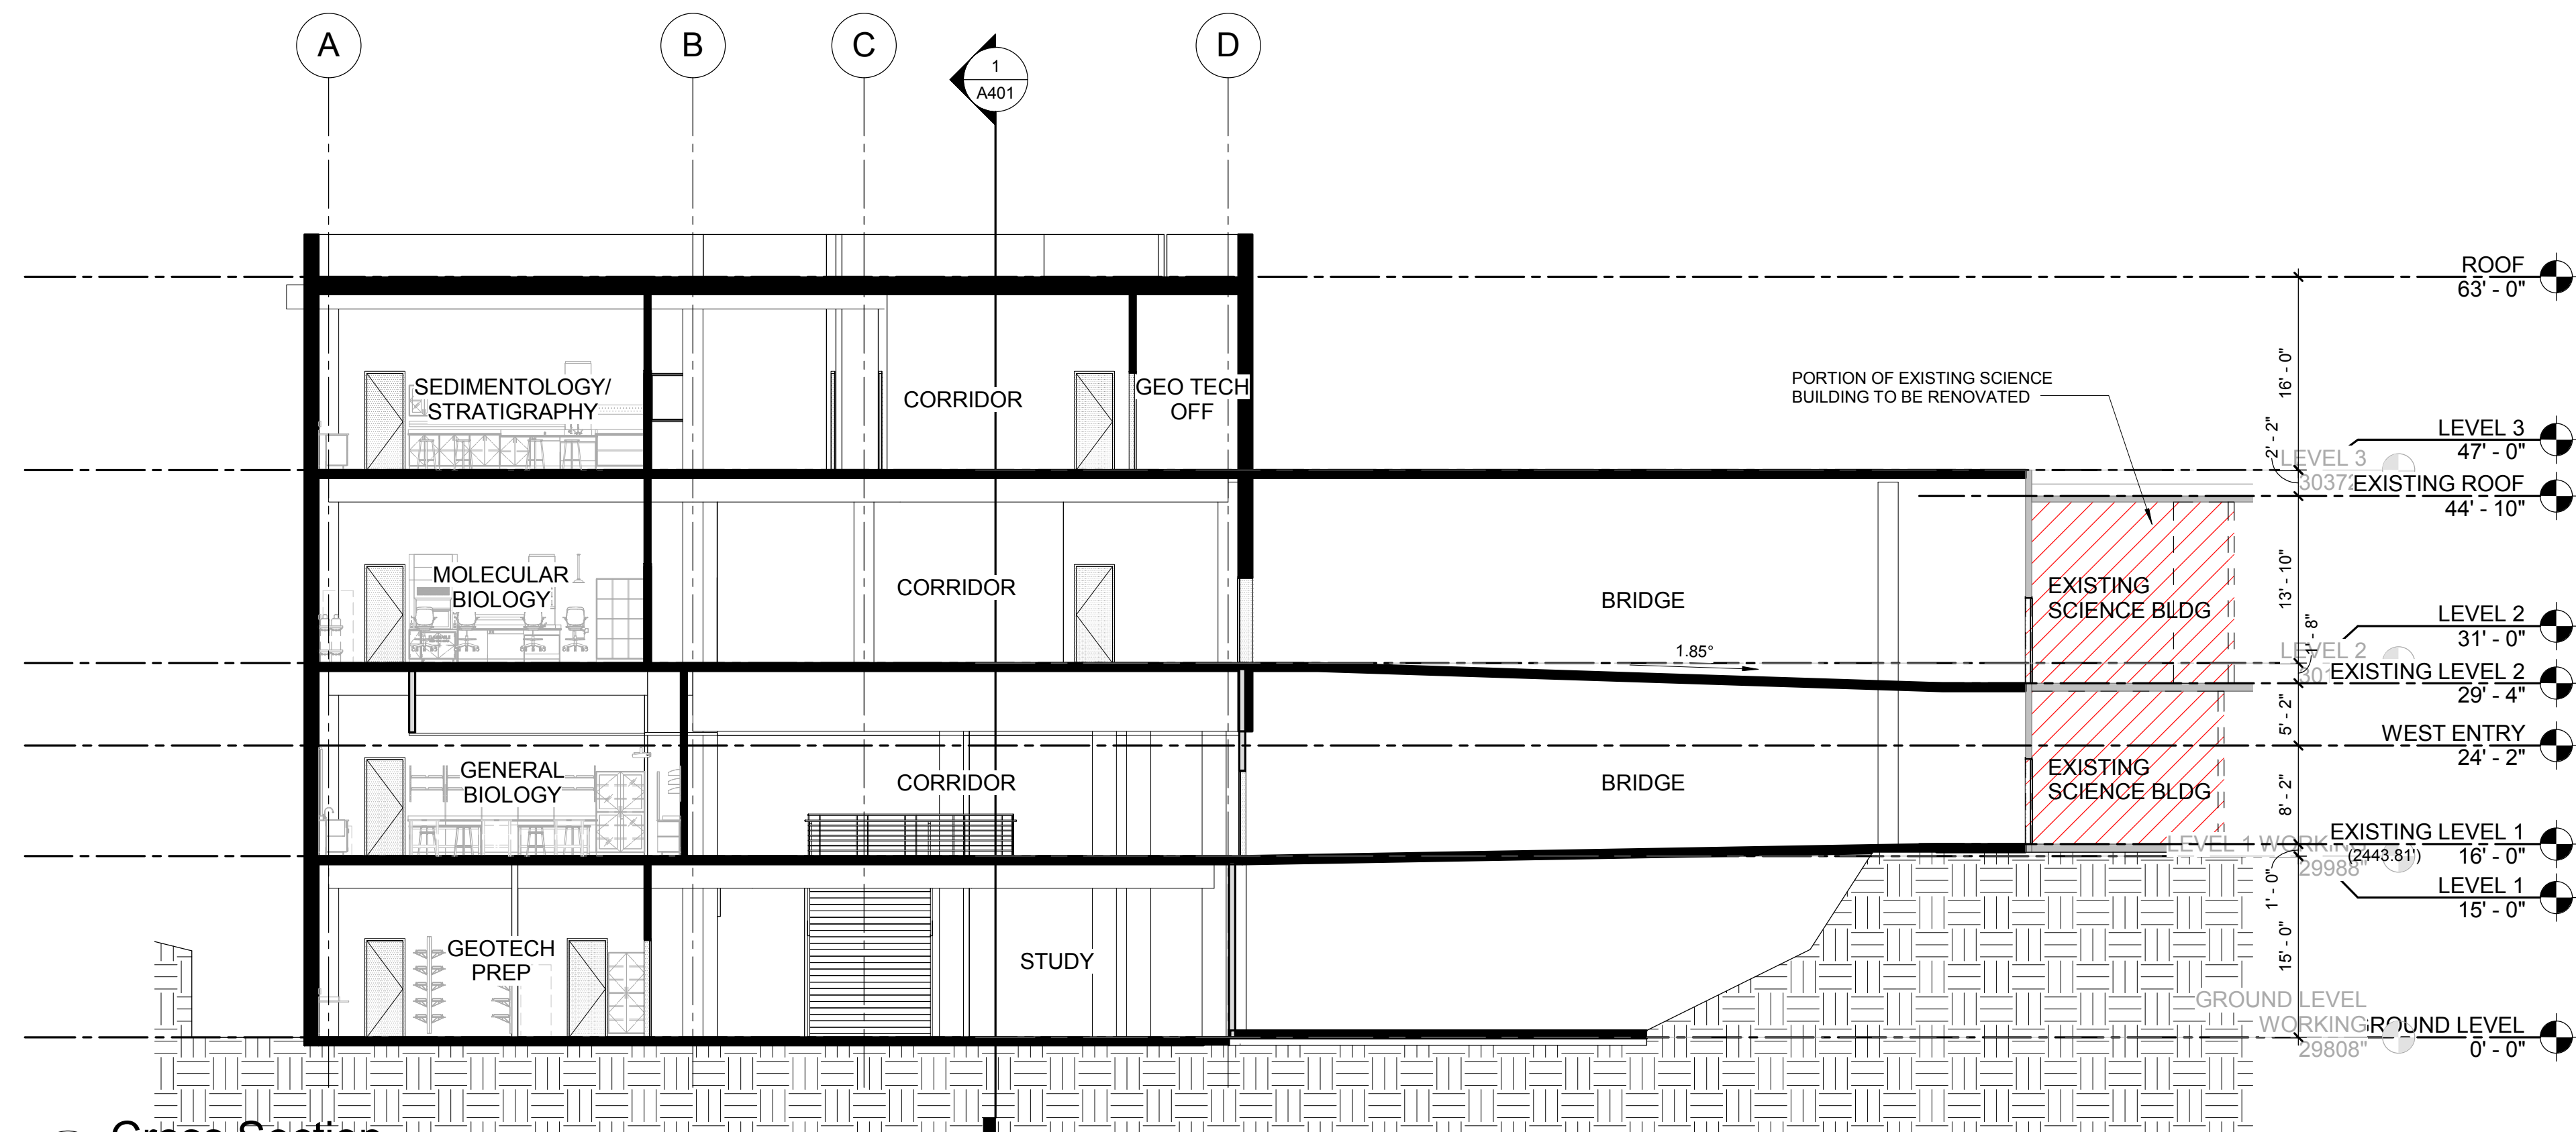 A
B
C
D
1
A401
ROOF
63' - 0"
16' - 0"
PORTION OF EXISTING SCIENCE
BUILDING TO BE RENOVATED
SEDIMENTOLOGY/
STRATIGRAPHY
CORRIDOR
GEO TECH
OFF
LEVEL 3
47' - 0"
2' - 2"
LEVEL 3
EXISTING ROOF
44' - 10"
13' - 10"
MOLECULAR
BIOLOGY
CORRIDOR
BRIDGE
EXISTING
SCIENCE BLDG
LEVEL 2
31' - 0"
1' - 8"
1.85°
LEVEL 2
EXISTING LEVEL 2
29' - 4"
5' - 2"
WEST ENTRY
24' - 2"
GENERAL
BIOLOGY
CORRIDOR
BRIDGE
EXISTING
SCIENCE BLDG
8' - 2"
LEVEL 1 WORKING
29988"
EXISTING LEVEL 1
(2443.81')
16' - 0"
1' - 0"
LEVEL 1
15' - 0"
15' - 0"
GEOTECH
PREP
STUDY
GROUND LEVEL
WORKING
29808"
ROUND LEVEL
0' - 0"
Cross Section